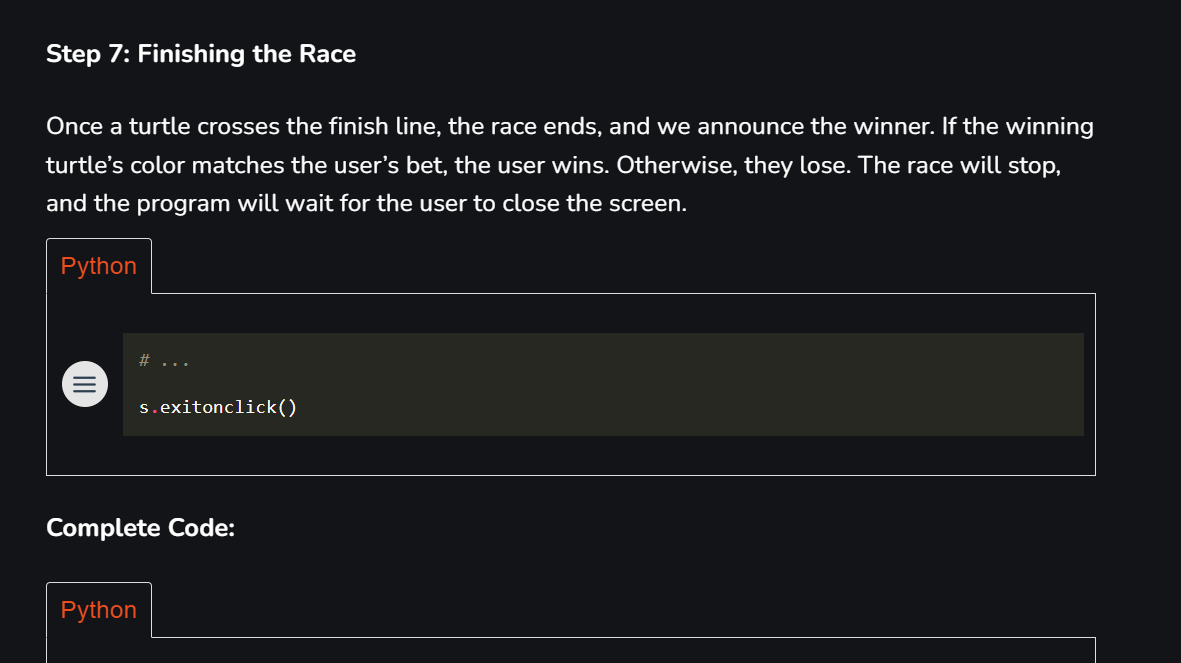 Step 7: Finishing the Race
Once a turtle crosses the finish line, the race ends, and we announce the winner. If the winning
turtle’s color matches the user’s bet, the user wins. Otherwise, they lose. The race will stop,
and the program will wait for the user to close the screen.
Python
# ...
s.exitonclick()
Complete Code:
Python